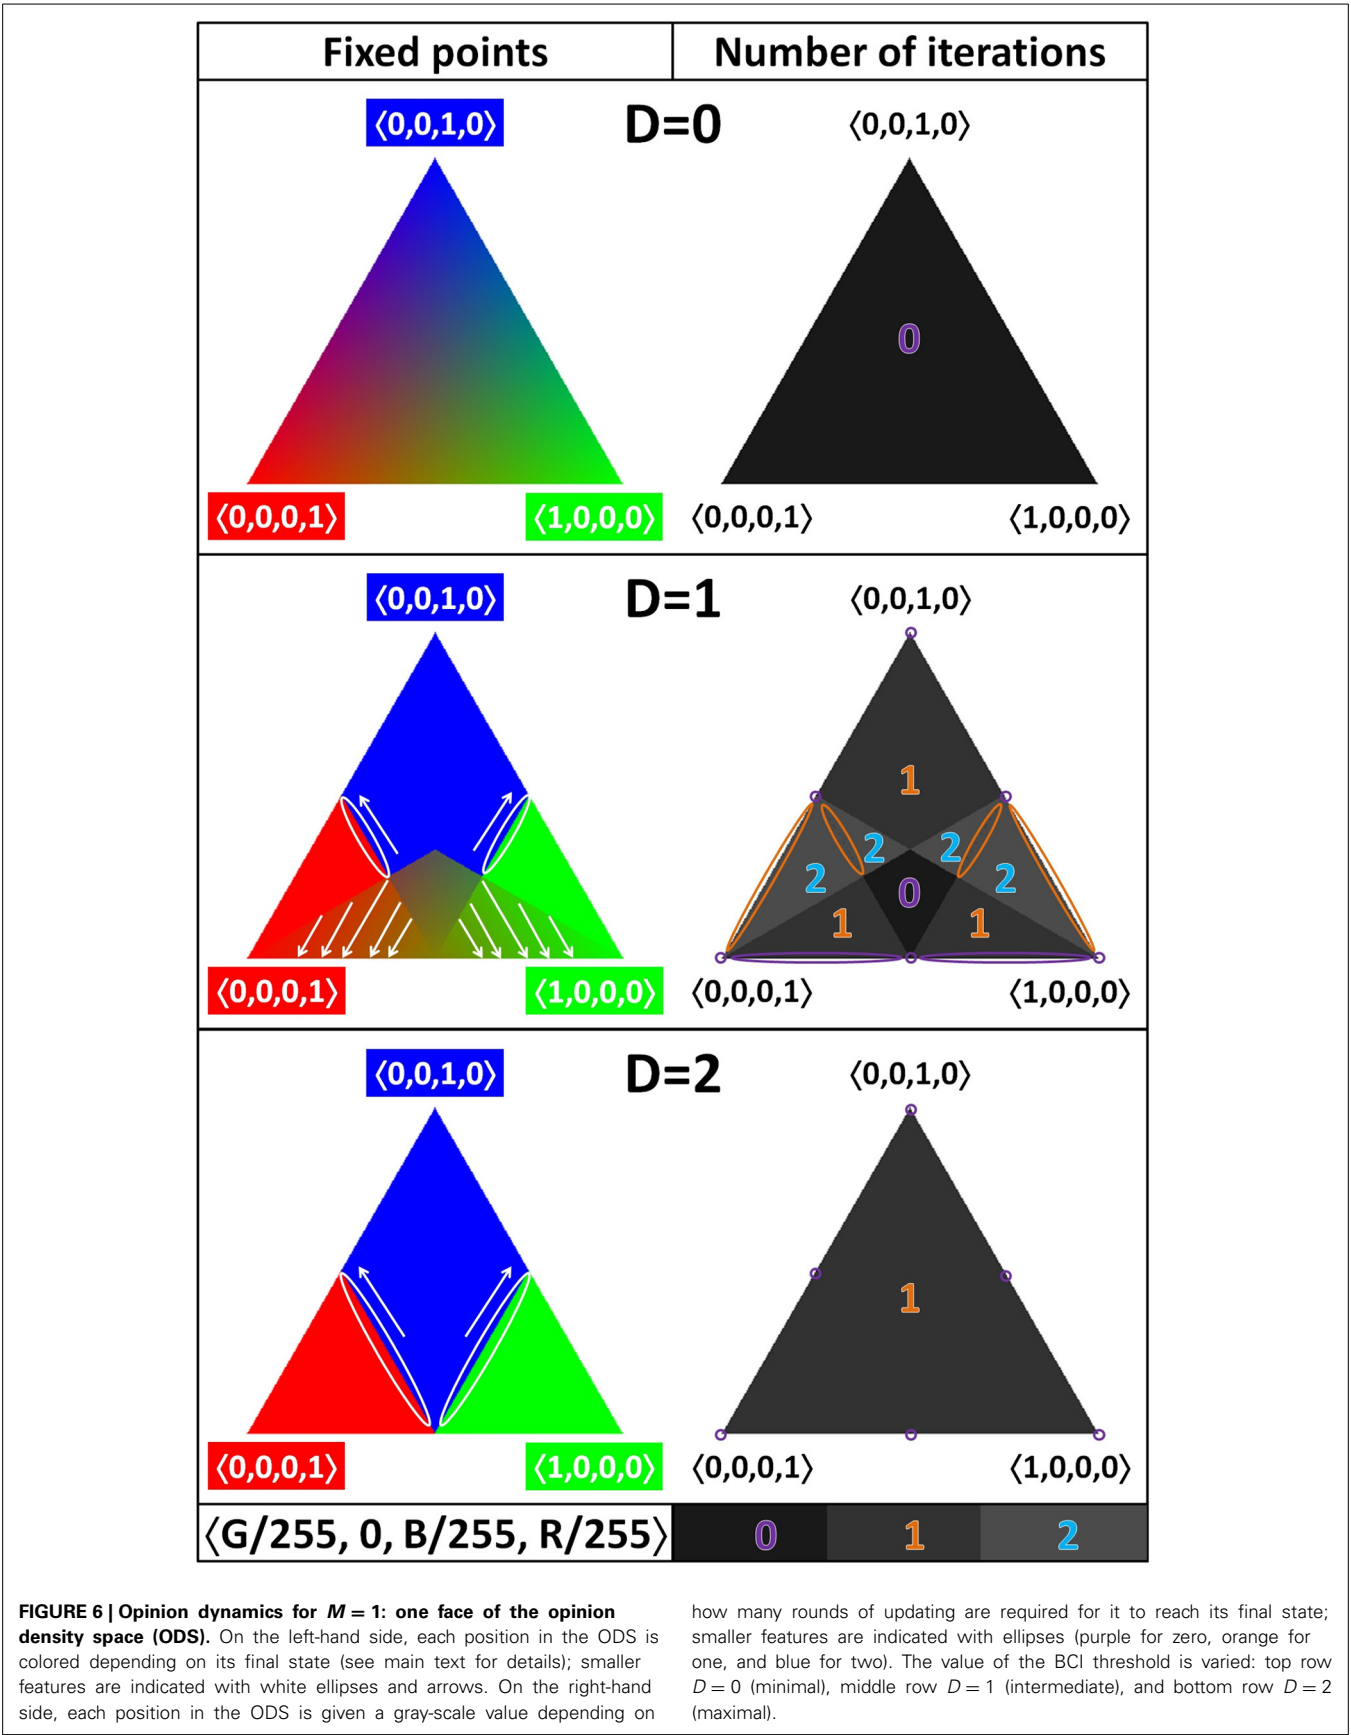 Fixed points
Number of iterations
D=0
⟨0,0,1,0⟩
⟨0,0,1,0⟩
0
⟨0,0,0,1⟩
⟨1,0,0,0⟩
⟨0,0,0,1⟩
⟨1,0,0,0⟩
D=1
⟨0,0,1,0⟩
⟨0,0,1,0⟩
1
2 2
2 0 2
1 1
⟨0,0,0,1⟩
⟨1,0,0,0⟩
⟨0,0,0,1⟩
⟨1,0,0,0⟩
D=2
⟨0,0,1,0⟩
⟨0,0,1,0⟩
1
⟨0,0,0,1⟩
⟨1,0,0,0⟩
⟨0,0,0,1⟩
⟨1,0,0,0⟩
⟨G/255, 0, B/255, R/255⟩
0 1 2
FIGURE 6 | Opinion dynamics for M = 1: one face of the opinion
density space (ODS). On the left-hand side, each position in the ODS is
colored depending on its final state (see main text for details); smaller
features are indicated with white ellipses and arrows. On the right-hand
side, each position in the ODS is given a gray-scale value depending on
how many rounds of updating are required for it to reach its final state;
smaller features are indicated with ellipses (purple for zero, orange for
one, and blue for two). The value of the BCI threshold is varied: top row
D = 0 (minimal), middle row D = 1 (intermediate), and bottom row D = 2
(maximal).